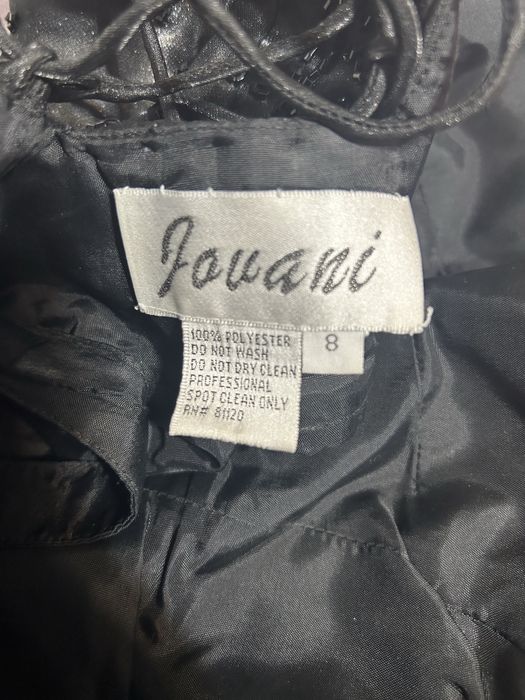 Jovani
8
100% POLYESTER
DO NOT WASH
DO NOT DRY CLEAN
PROFESSIONAL
SPOT CLEAN ONLY
RN# 81120